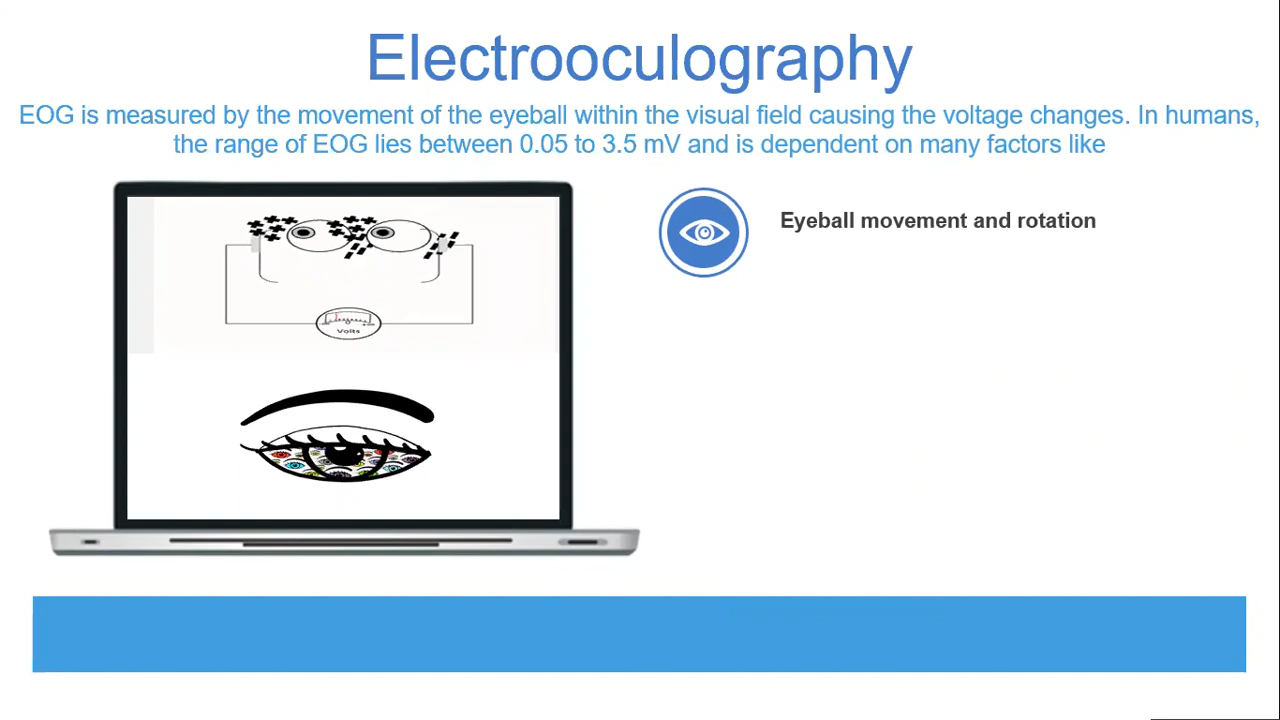 Electrooculography
EOG is measured by the movement of the eyeball within the visual field causing the voltage changes. In humans,
the range of EOG lies between 0.05 to 3.5 mV and is dependent on many factors like
Eyeball movement and rotation
Volts